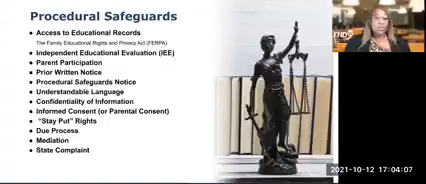 Procedural Safeguards
Access to Educational Records
The Family Educational Rights and Privacy Act (FERPA)
Independent Educational Evaluation (IEE)
Parent Participation
Prior Written Notice
Procedural Safeguards Notice
Understandable Language
Confidentiality of Information
Informed Consent (or Parental Consent)
"Stay Put" Rights
Due Process
Mediation
State Complaint
2021-10-12 17:04:07